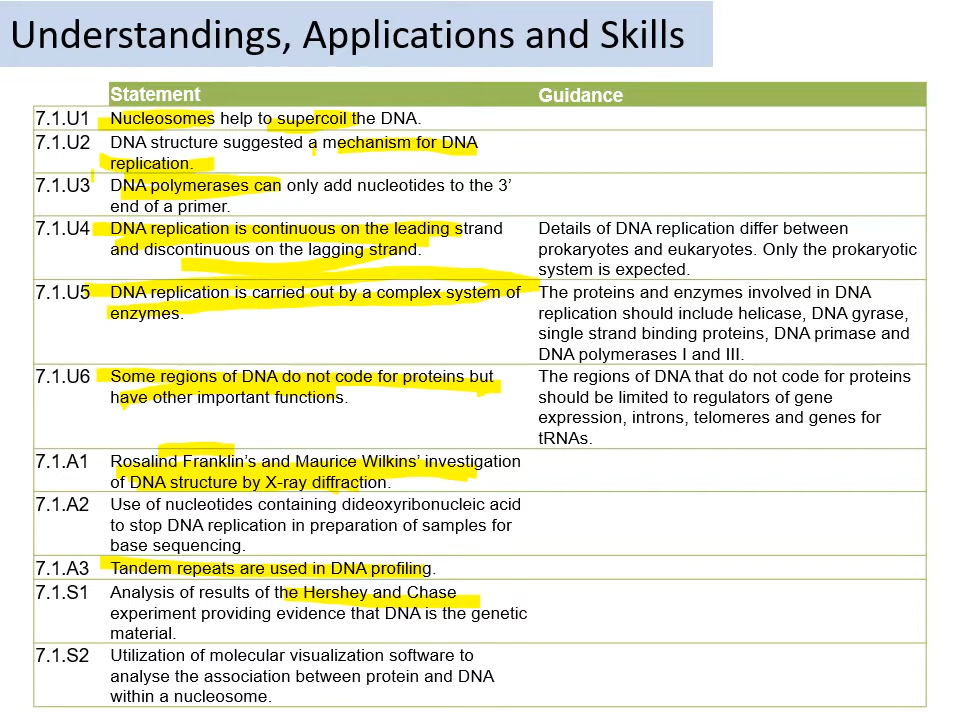 Understandings, Applications and Skills
Statement Guidance
7.1.U1 Nucleosomes help to supercoil the DNA.
7.1.U2 DNA structure suggested a mechanism for DNA
replication.
7.1.U3 DNA polymerases can only add nucleotides to the 3’
end of a primer.
7.1.U4 DNA replication is continuous on the leading strand
and discontinuous on the lagging strand.
Details of DNA replication differ between
prokaryotes and eukaryotes. Only the prokaryotic
system is expected.
7.1.U5 DNA replication is carried out by a complex system of
enzymes.
The proteins and enzymes involved in DNA
replication should include helicase, DNA gyrase,
single strand binding proteins, DNA primase and
DNA polymerases I and III.
7.1.U6 Some regions of DNA do not code for proteins but
have other important functions.
The regions of DNA that do not code for proteins
should be limited to regulators of gene
expression, introns, telomeres and genes for
tRNAs.
7.1.A1 Rosalind Franklin’s and Maurice Wilkins’ investigation
of DNA structure by X-ray diffraction.
7.1.A2 Use of nucleotides containing dideoxyribonucleic acid
to stop DNA replication in preparation of samples for
base sequencing.
7.1.A3 Tandem repeats are used in DNA profiling.
7.1.S1 Analysis of results of the Hershey and Chase
experiment providing evidence that DNA is the genetic
material.
7.1.S2 Utilization of molecular visualization software to
analyse the association between protein and DNA
within a nucleosome.